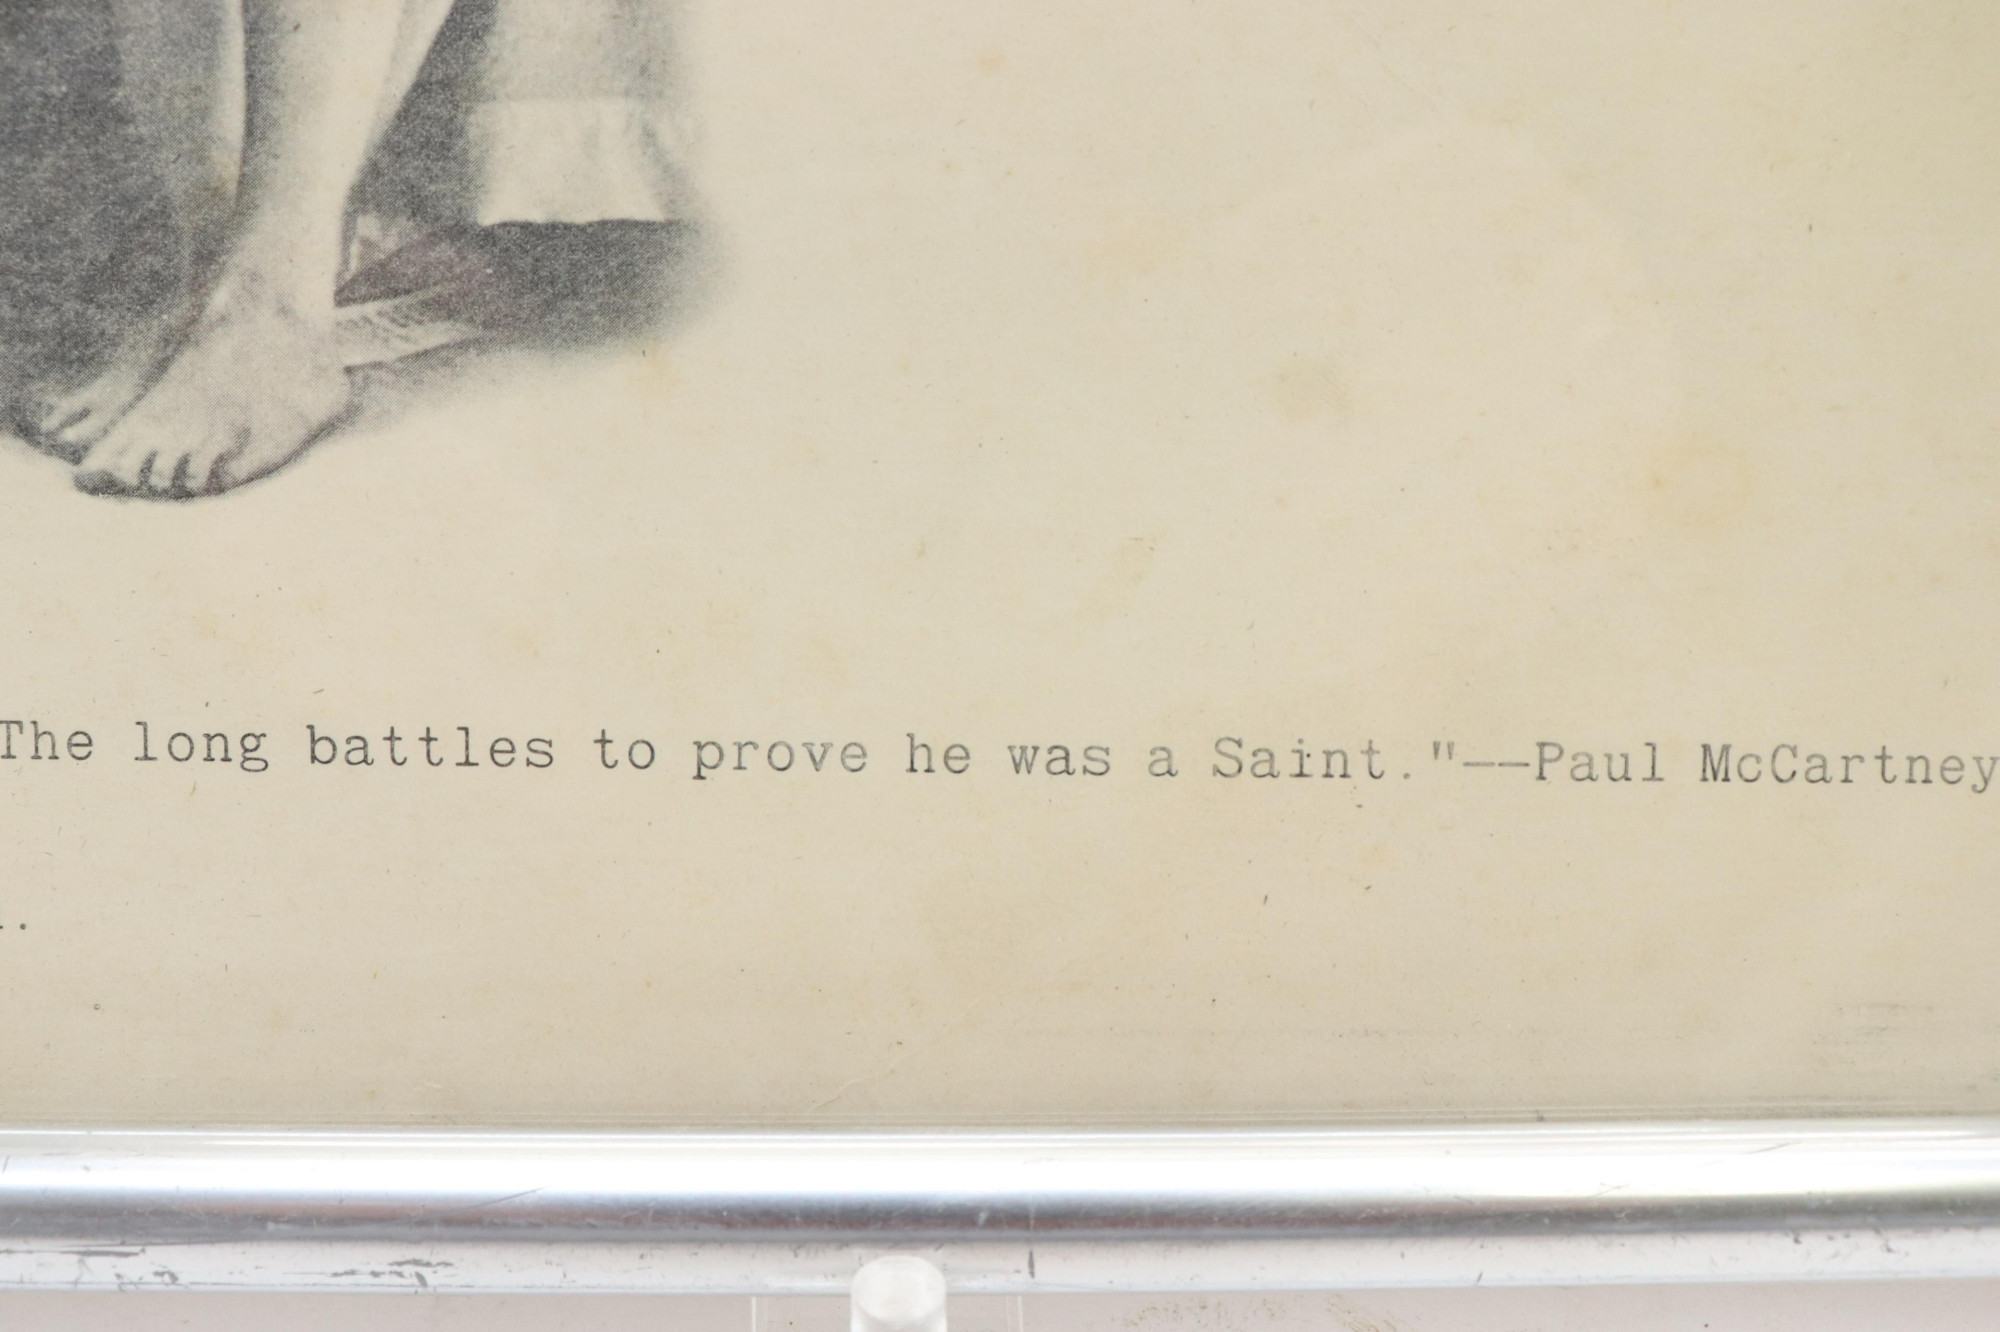 The long battles to prove he was a Saint."--Paul McCartney
.